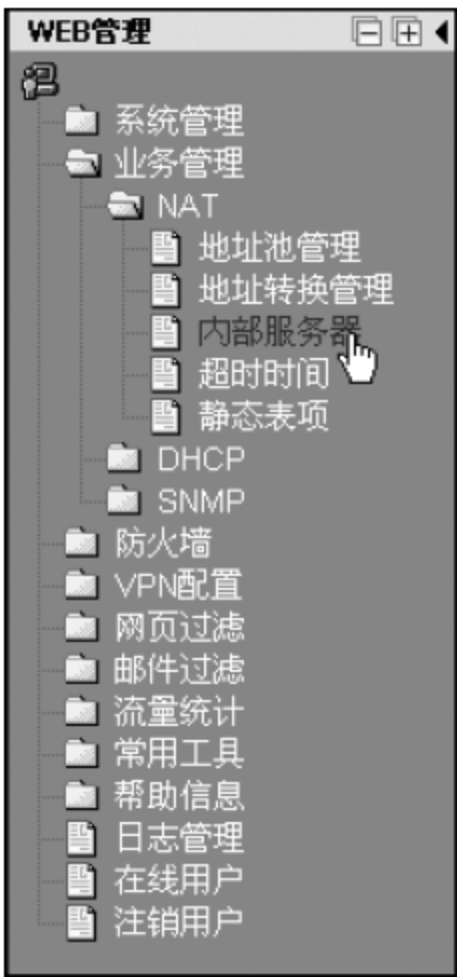 WEB管理
系统管理
业务管理
NAT
地址池管理
地址转换管理
内部服务器
超时时间
静态表项
DHCP
SNMP
防火墙
VPN配置
网页过滤
邮件过滤
流量统计
常用工具
帮助信息
日志管理
在线用户
注销用户